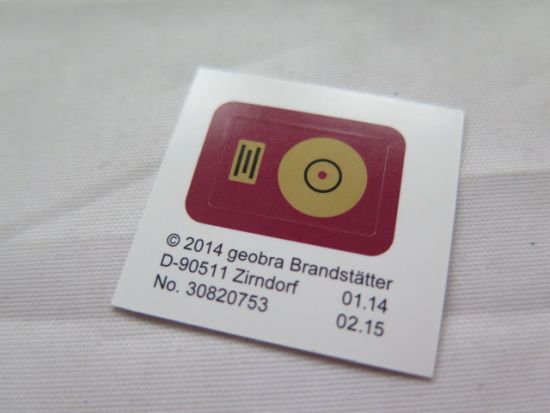 © 2014 geobra Brandstätter
D-90511 Zirndorf 01.14
No. 30820753 02.15